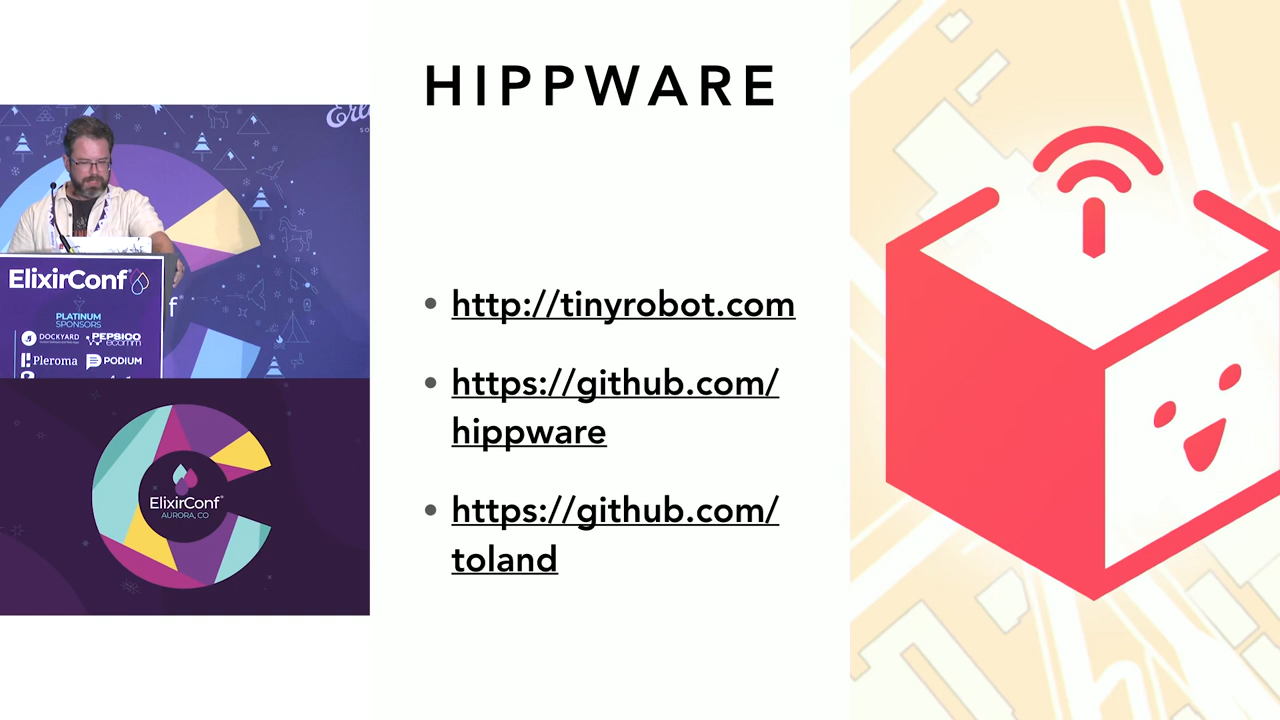 HIPPWARE
• http://tinyrobot.com
• https://github.com/
hippware
• https://github.com/
toland
ElixirConf®
PLATINUM
SPONSORS
DOCKYARD
PEPSICO
ecomm
Pleroma
PODIUM
ElixirConf®
AURORA, CO